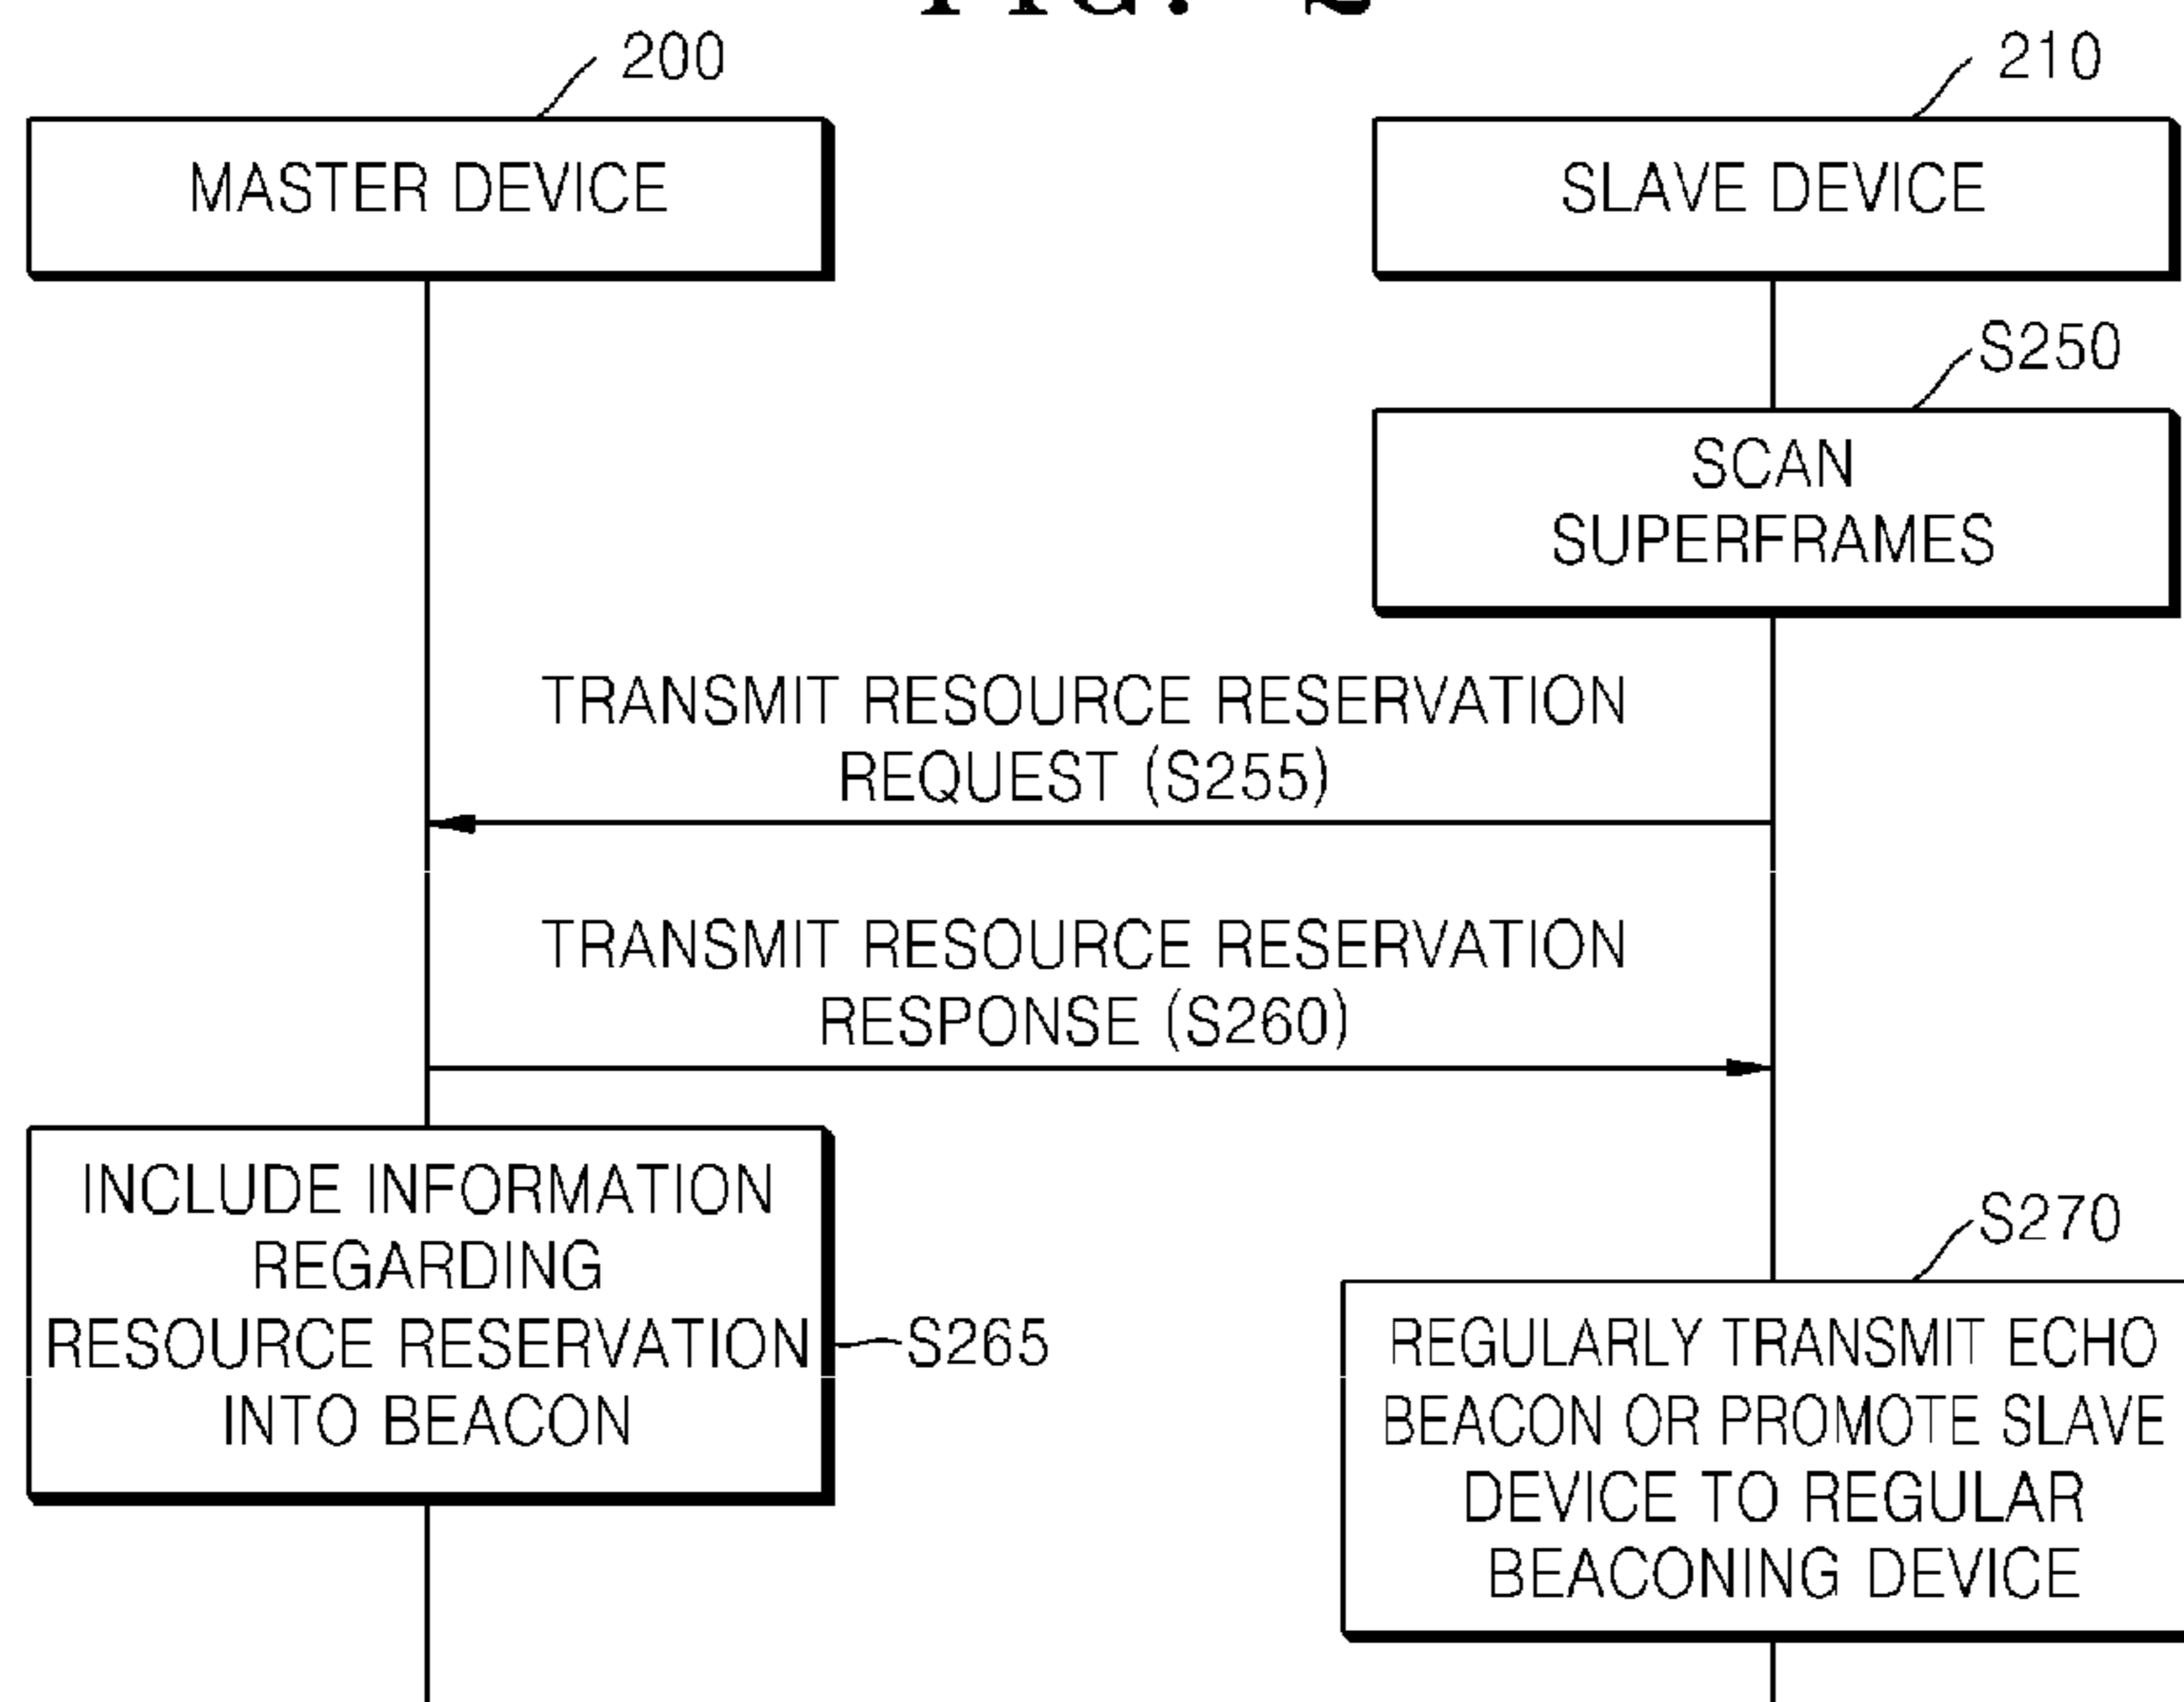 FIG. 2
200
210
MASTER DEVICE
SLAVE DEVICE
S250
SCAN
SUPERFRAMES
TRANSMIT RESOURCE RESERVATION
REQUEST (S255)
TRANSMIT RESOURCE RESERVATION
RESPONSE (S260)
INCLUDE INFORMATION
REGARDING
RESOURCE RESERVATION
INTO BEACON
S265
S270
REGULARLY TRANSMIT ECHO
BEACON OR PROMOTE SLAVE
DEVICE TO REGULAR
BEACONING DEVICE